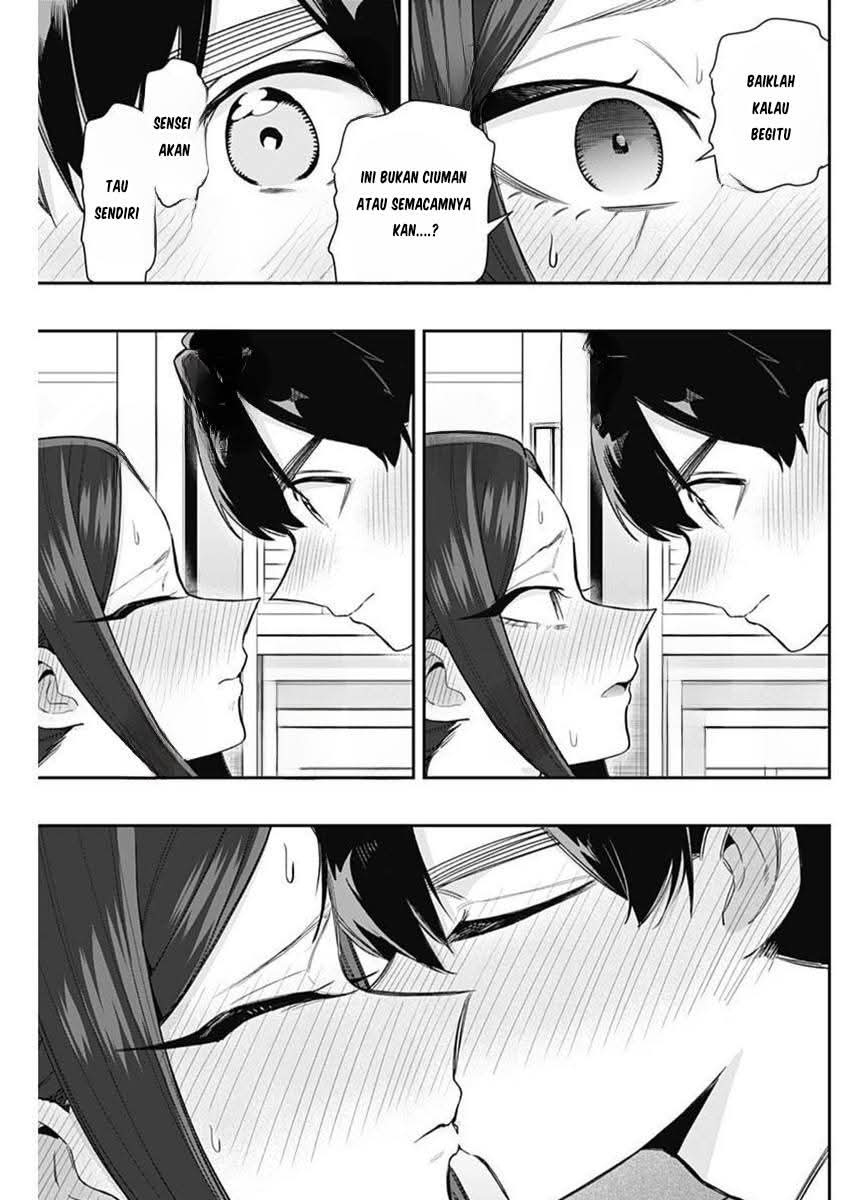 BAIKLAH
KALAU
BEGITU
INI BUKAN CIUMAN
ATAU SEMACAMNYA
KAN....?
SENSEI
AKAN
TAU
SENDIRI